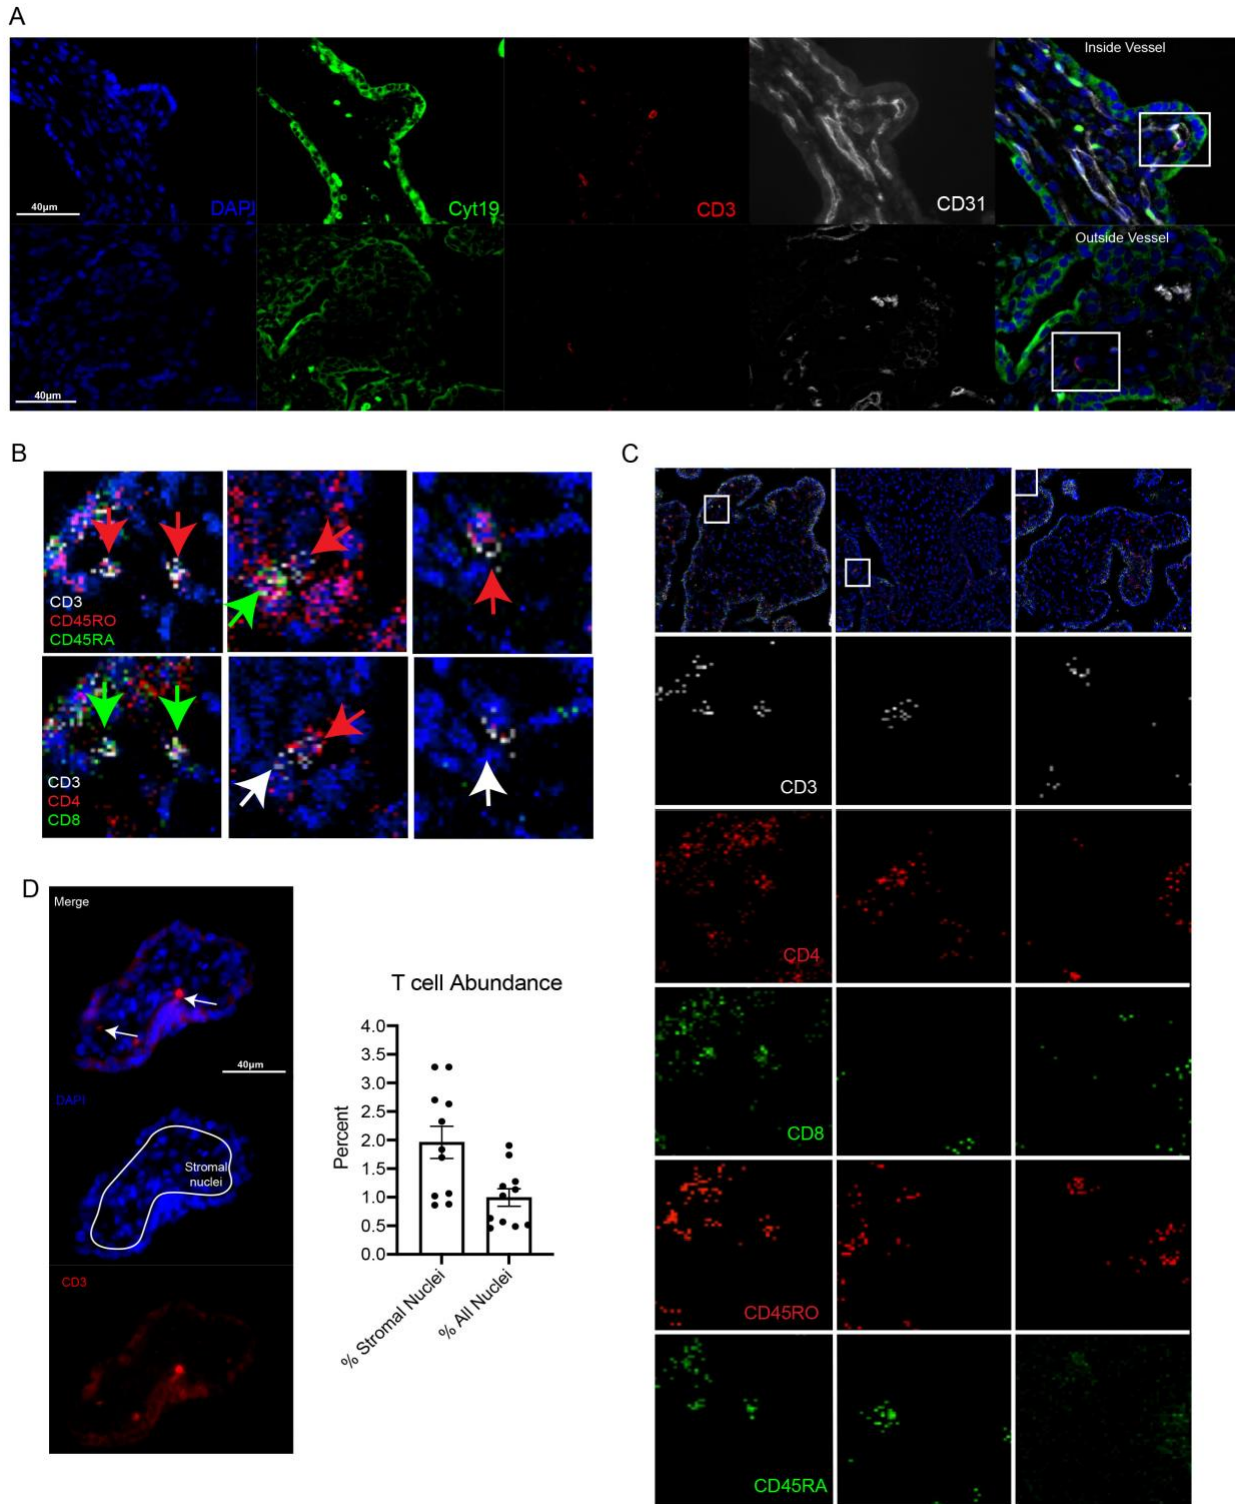 A
Inside Vessel
40µm
DAPI
Cyt19
CD3
CD31
Outside Vessel
40µm
B
CD3
CD45RO
CD45RA
CD3
CD4
CD8
C
CD3
CD4
CD8
CD45RO
CD45RA
D
Merge
40µm
DAPI
Stromal
nuclei
CD3
T cell Abundance
4.0
3.5
3.0
2.5
2.0
1.5
1.0
0.5
0.0
Percent
% Stromal Nuclei
% All Nuclei